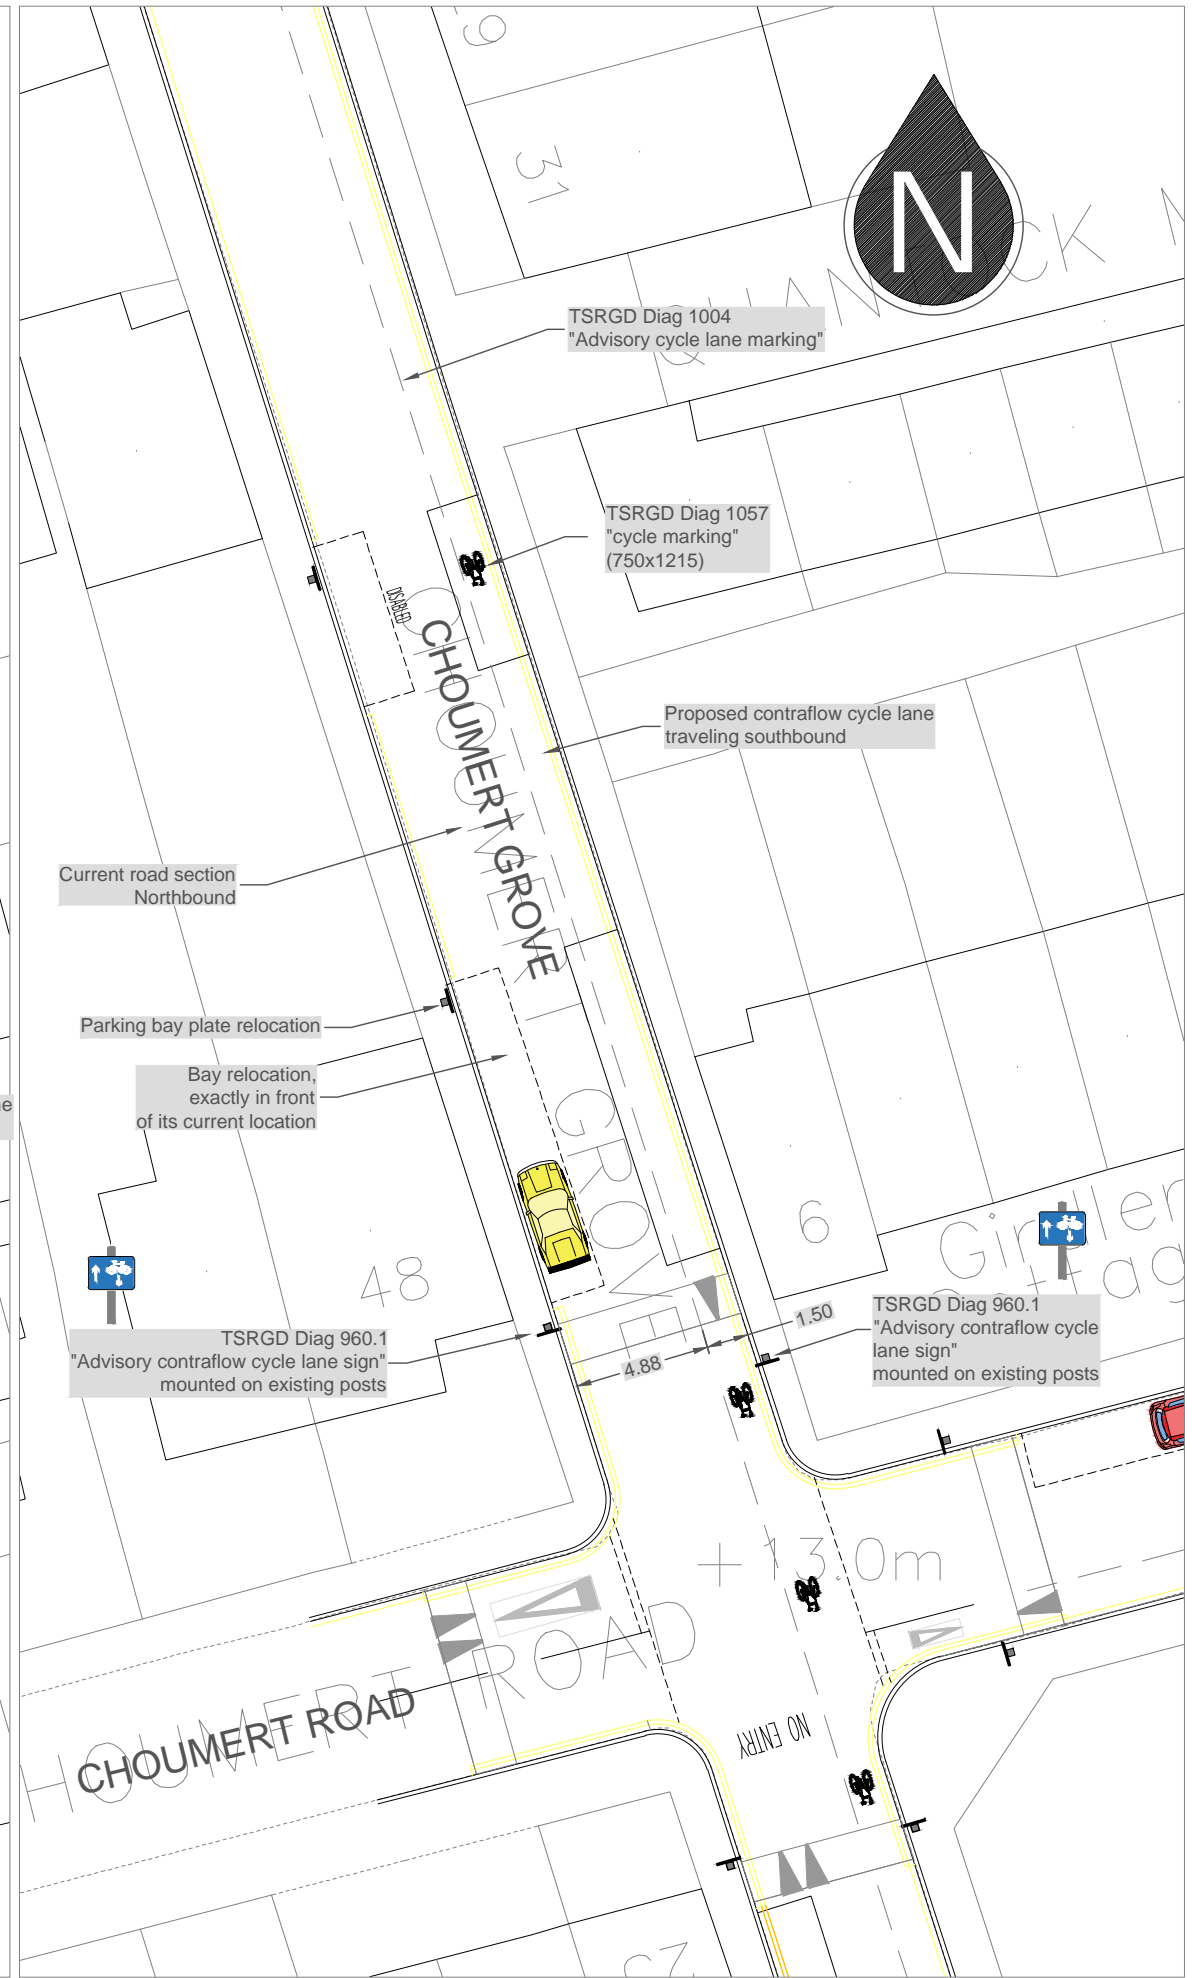 9
31
N
TSRGD Diag 1004
"Advisory cycle lane marking"
TSRGD Diag 1057
"cycle marking"
(750x1215)
DISABLED
CHOUMERT GROVE
CHOUMERT GROVE
Proposed contraflow cycle lane
traveling southbound
Current road section
Northbound
Parking bay plate relocation
Bay relocation,
exactly in front
of its current location
48
6
TSRGD Diag 960.1
"Advisory contraflow cycle lane sign"
mounted on existing posts
TSRGD Diag 960.1
"Advisory contraflow cycle
lane sign"
mounted on existing posts
1.50
4.88
+ 13.0m
CHOUMERT ROAD
HOUMERT ROAD
NO ENTRY